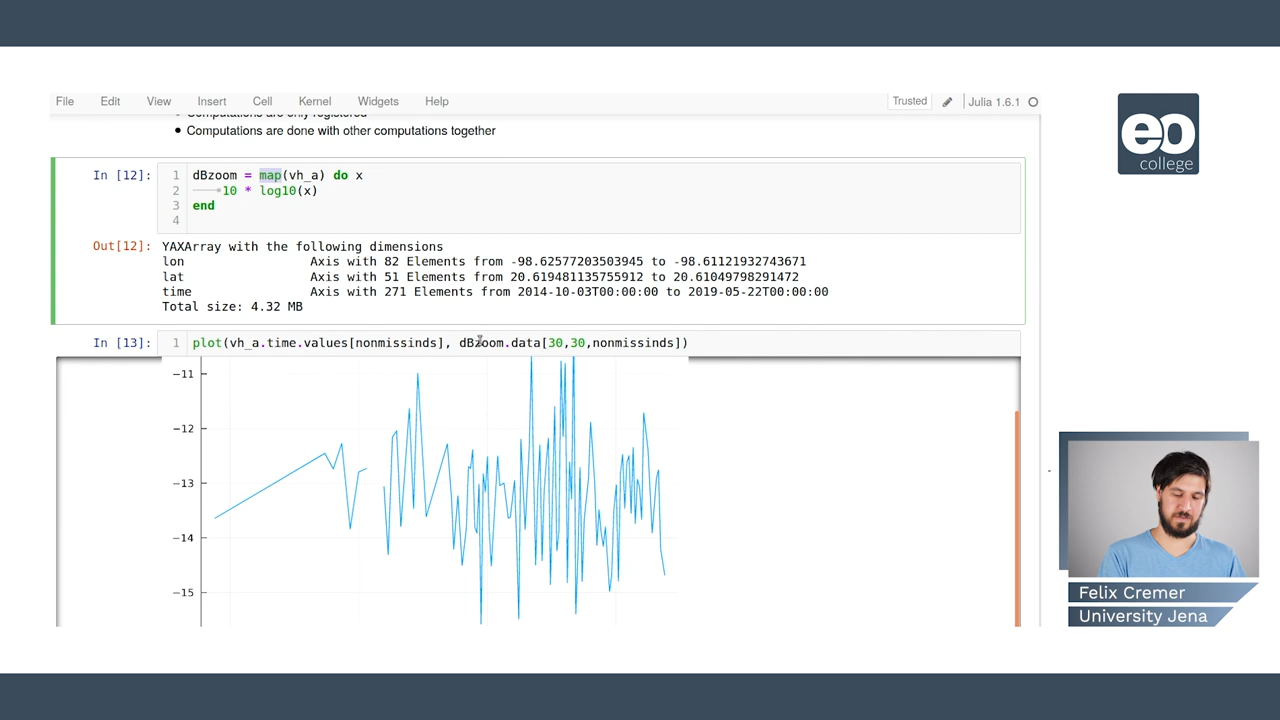 File Edit View Insert Cell Kernel Widgets Help Trusted Julia 1.6.1
Computations are only registered
• Computations are done with other computations together
In [12]: 1 dBzoom = map(vh_a) do x
2 10 * log10(x)
3 end
4
Out[12]: YAXArray with the following dimensions
lon Axis with 82 Elements from -98.62577203503945 to -98.61121932743671
lat Axis with 51 Elements from 20.619481135755912 to 20.61049798291472
time Axis with 271 Elements from 2014-10-03T00:00:00 to 2019-05-22T00:00:00
Total size: 4.32 MB
In [13]: 1 plot(vh_a.time.values[nonmissinds], dBzoom.data[30,30,nonmissinds])
−11
−12
−13
−14
−15
eo
college
Felix Cremer
University Jena